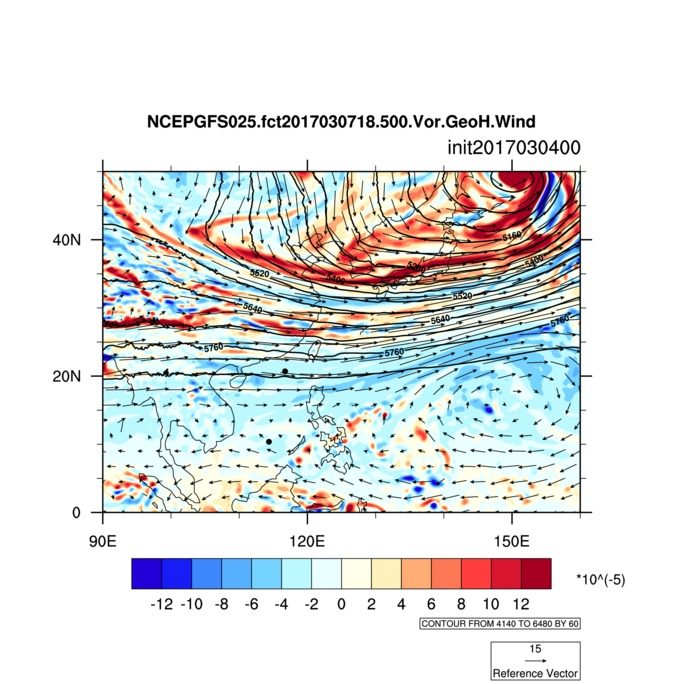 NCEPGFS025.fct2017030718.500.Vor.GeoH.Wind
init2017030400
5160
5400
5520
5520
5640
5640
5760
5760
5760
40N
20N
0
90E
120E
150E
-12 -10 -8 -6 -4 -2 0 2 4 6 8 10 12
*10^(-5)
CONTOUR FROM 4140 TO 6480 BY 60
15
Reference Vector